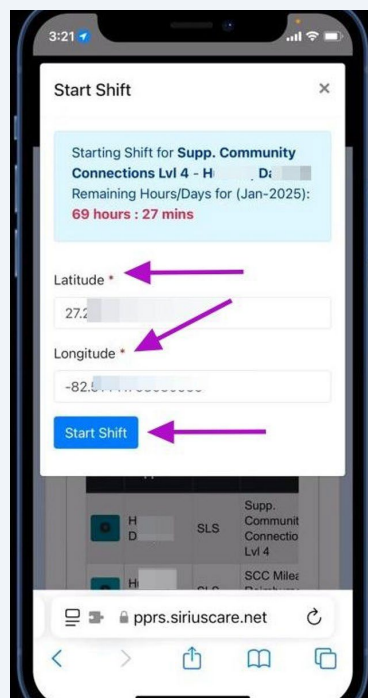 3:21
Start Shift
×
Starting Shift for Supp. Community
Connections Lvl 4 - H
Remaining Hours/Days for (Jan-2025):
69 hours : 27 mins
Latitude *
27.2
Longitude *
-82.
Start Shift
Supp.
H SLS Communit
D Connectio
Lvl 4
SCC Milea
pprs.siriuscare.net